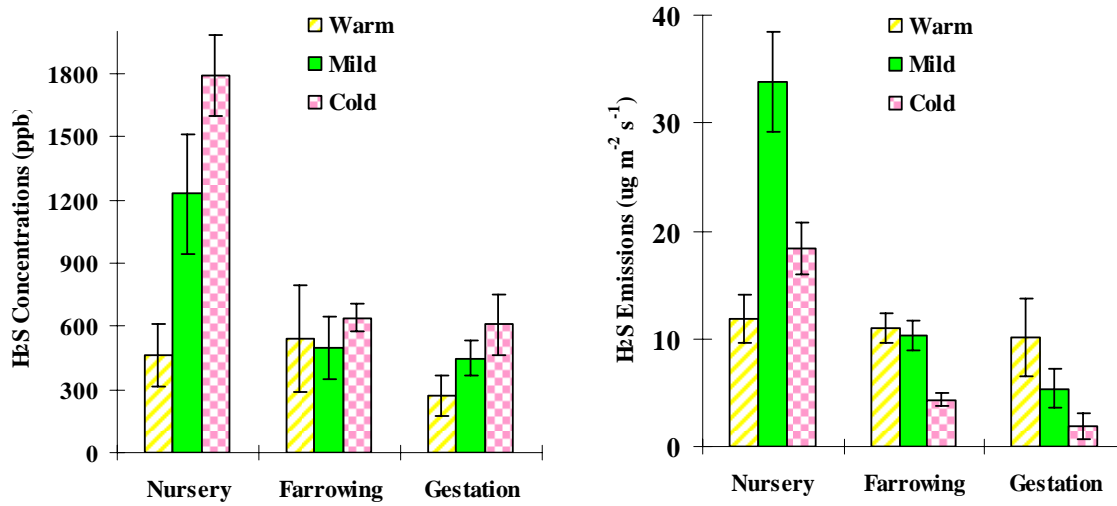 H2S Concentrations (ppb)
1800
1500
1200
900
600
300
0
Warm
Mild
Cold
Nursery Farrowing Gestation
H2S Emissions (ug m-2 s-1)
40
30
20
10
0
Warm
Mild
Cold
Nursery Farrowing Gestation